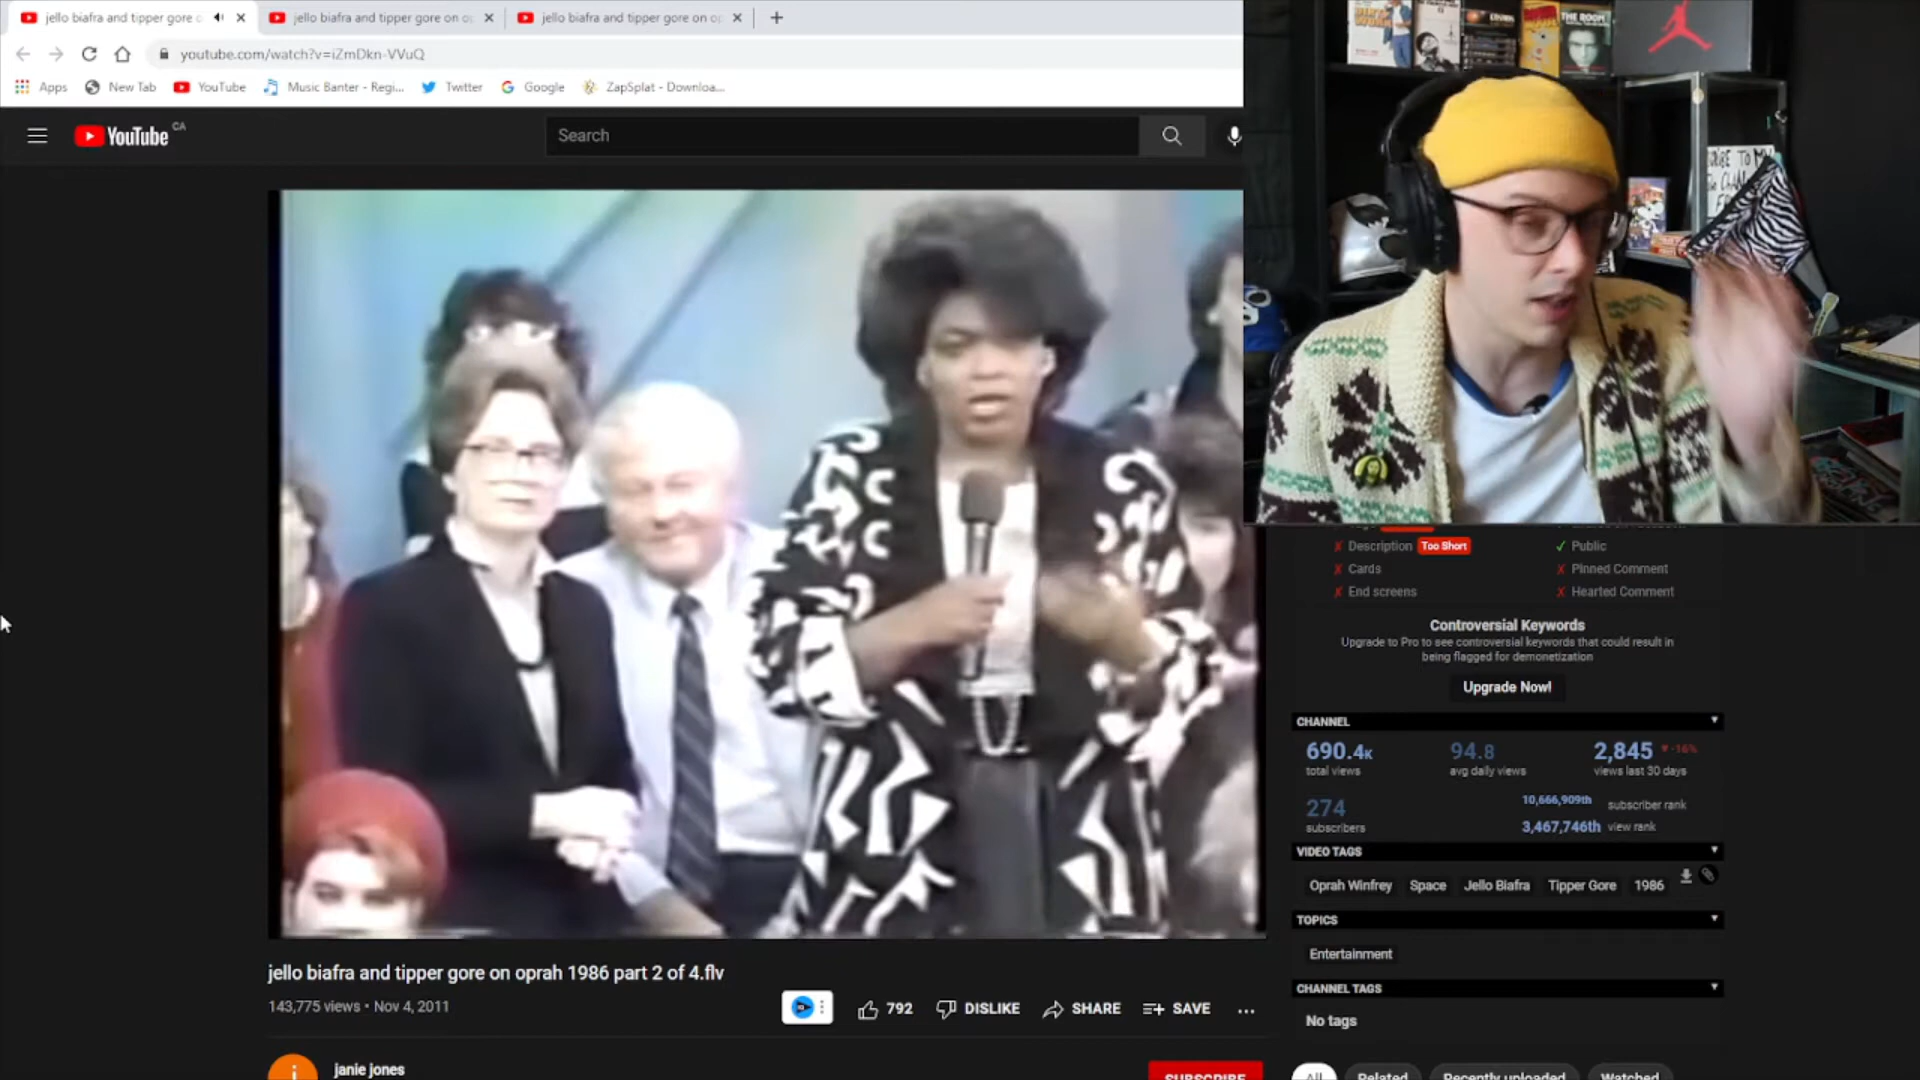 jello biafra and tipper gore o
jello biafra and tipper gore on o
jello biafra and tipper gore on o
youtube.com/watch?v=iZmDkn-VVuQ
Apps
New Tab
YouTube
Music Banter - Regi...
Twitter
Google
ZapSplat - Downloa...
YouTube CA
Search
THE ROOM
Description Too Short
Public
Cards
Pinned Comment
End screens
Hearted Comment
Controversial Keywords
Upgrade to Pro to see controversial keywords that could result in
being flagged for demonetization
Upgrade Now!
CHANNEL
690.4K
94.8
2,845 -16%
total views
avg daily views
views last 30 days
274
subscribers
10,666,909th subscriber rank
3,467,746th view rank
VIDEO TAGS
Oprah Winfrey Space Jello Biafra Tipper Gore 1986
TOPICS
Entertainment
CHANNEL TAGS
No tags
jello biafra and tipper gore on oprah 1986 part 2 of 4.flv
143,775 views • Nov 4, 2011
792
DISLIKE
SHARE
SAVE
janie jones
SUBSCRIBE
All
Related
Recently uploaded
Watched